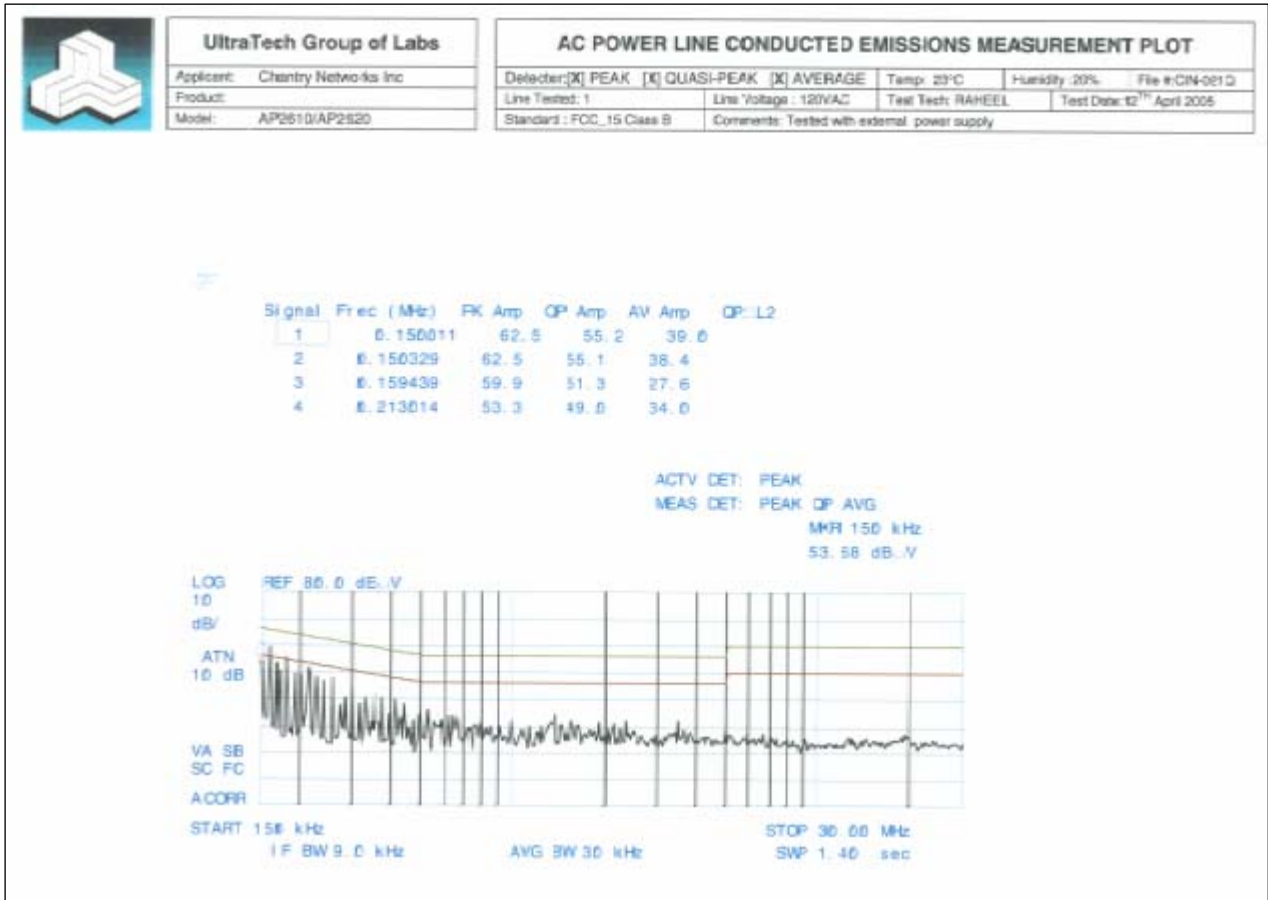 UltraTech Group of Labs
Applicant: Chantry Networks Inc
Product:
Model: AP2610/AP2620
AC POWER LINE CONDUCTED EMISSIONS MEASUREMENT PLOT
Detector:[X] PEAK [X] QUASI-PEAK [X] AVERAGE Temp: 23°C Humidity :20% File #:
Line Tested: 1 Line Voltage : 120VAC Test Tech: RAHEEL Test Date: 12TH April 2005
Standard : FCC_15 Class B Comments: Tested with external power supply
Signal Freq (MHz) PK Amp QP Amp AV Amp L2
1 0.150011 62.5 55.2 39.0
2 0.150329 62.5 55.1 38.4
3 0.159439 59.9 51.3 27.6
4 0.213014 53.3 49.0 34.0
ACTV DET: PEAK
MEAS DET: PEAK QP AVG
MKR 150 kHz
53.68
LOG REF 80.0
10
dB/
ATN
10 dB
VA SB
SC FC
ACORR
START 150 kHz STOP 30.00 MHz
IF BW 9.0 kHz AVG BW 30 kHz SWP 1.40 sec